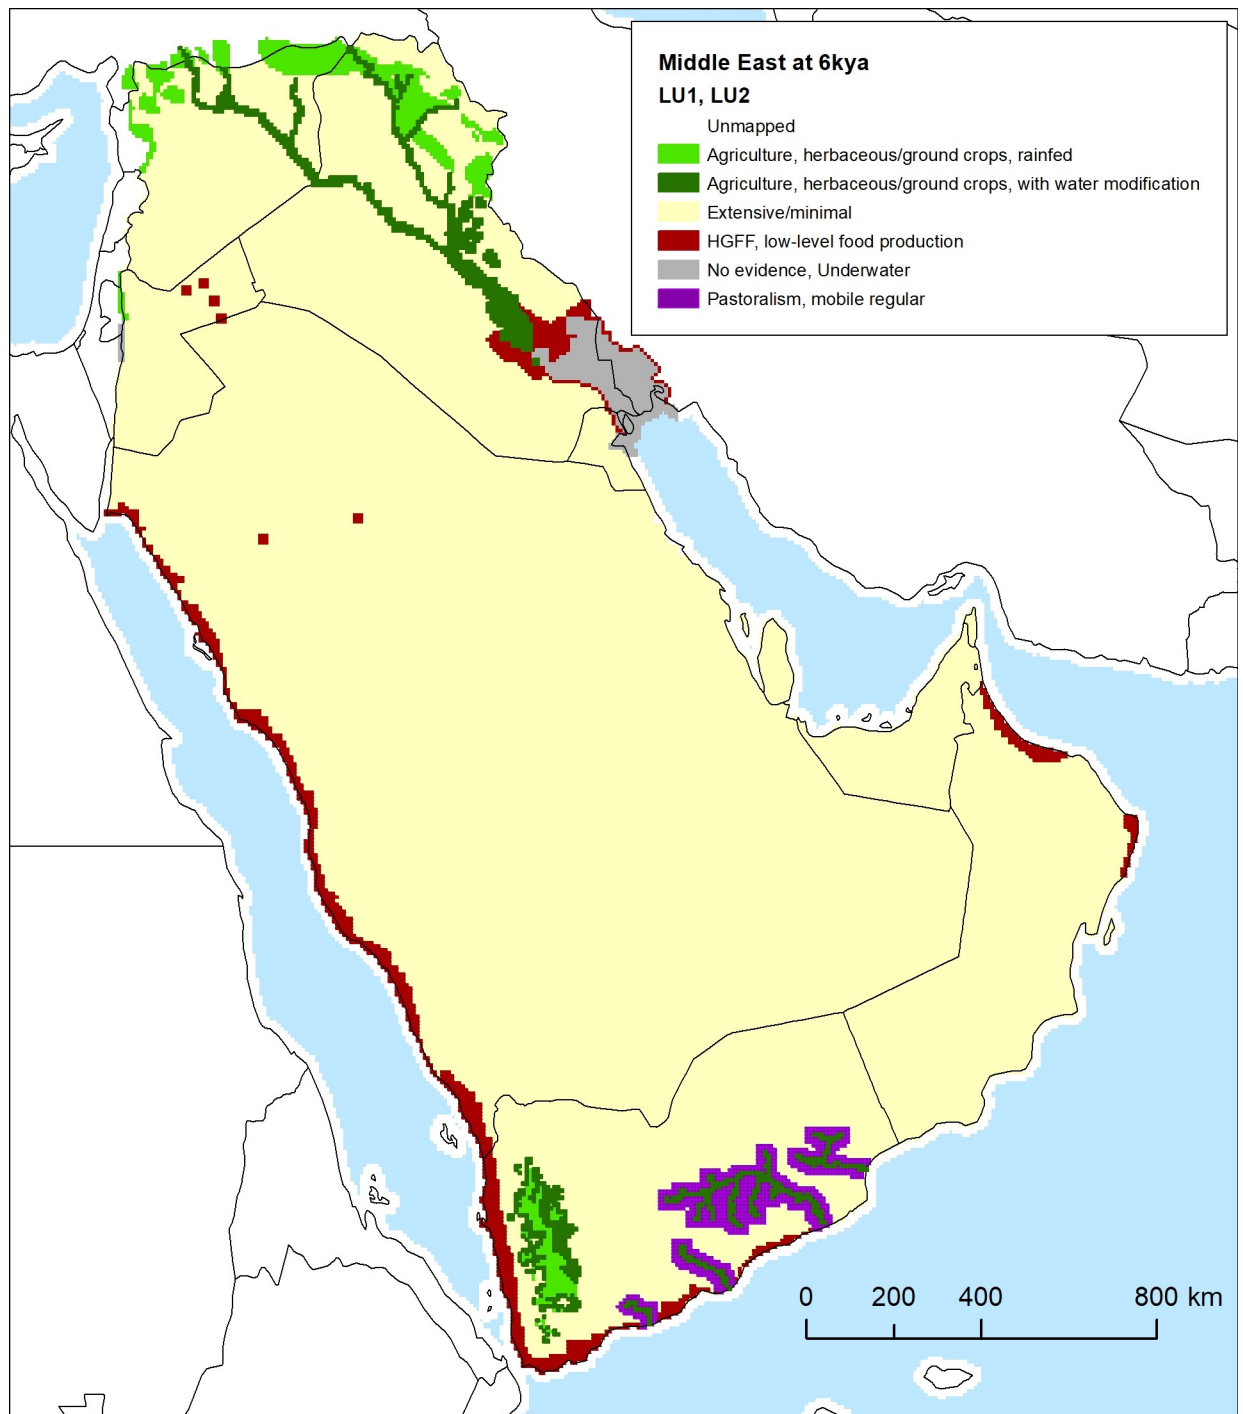 Middle East at 6kya
LU1, LU2
Unmapped
Agriculture, herbaceous/ground crops, rainfed
Agriculture, herbaceous/ground crops, with water modification
Extensive/minimal
HGFF, low-level food production
No evidence, Underwater
Pastoralism, mobile regular
0 200 400 800 km